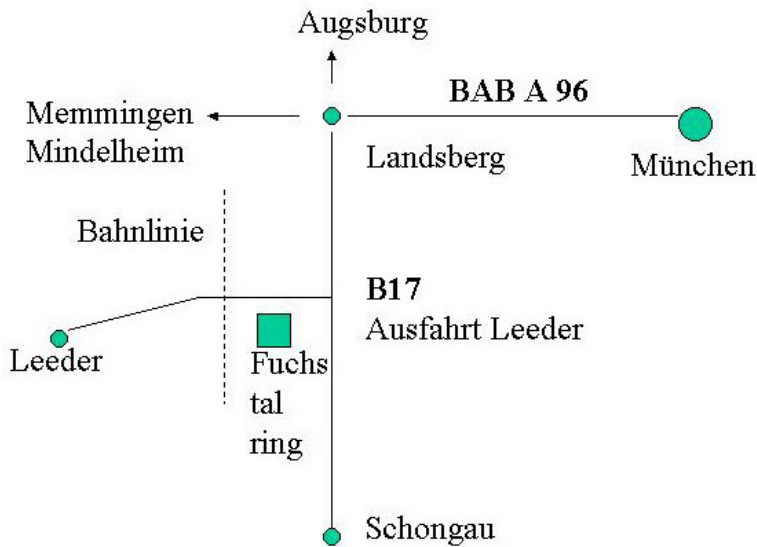 Augsburg
BAB A 96
Memmingen
Mindelheim
Landsberg
München
Bahnlinie
B17
Ausfahrt Leeder
Leeder
Fuchs
tal
ring
Schongau